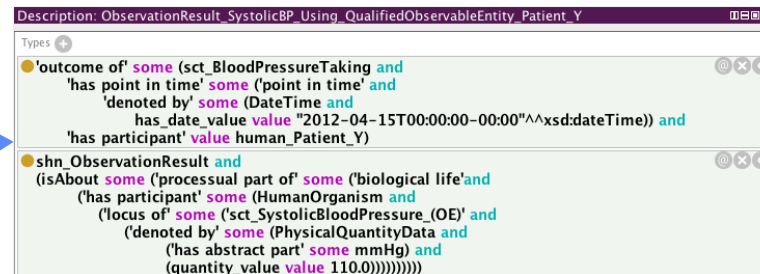 Description: ObservationResult_SystolicBP_Using_QualifiedObservableEntity_Patient_Y
Types
'outcome of' some (sct_BloodPressureTaking and
'has point in time' some ('point in time' and
'denoted by' some (DateTime and
has_date_value value "2012-04-15T00:00:00-00:00"^^xsd:dateTime)) and
'has participant' value human_Patient_Y)
shn_ObservationResult and
(isAbout some ('processual part of' some ('biological life'and
('has participant' some (HumanOrganism and
('locus of' some ('sct_SystolicBloodPressure_(OE)' and
('denoted by' some (PhysicalQuantityData and
('has abstract part' some mmHg) and
(quantity_value value 110.0))))))))))